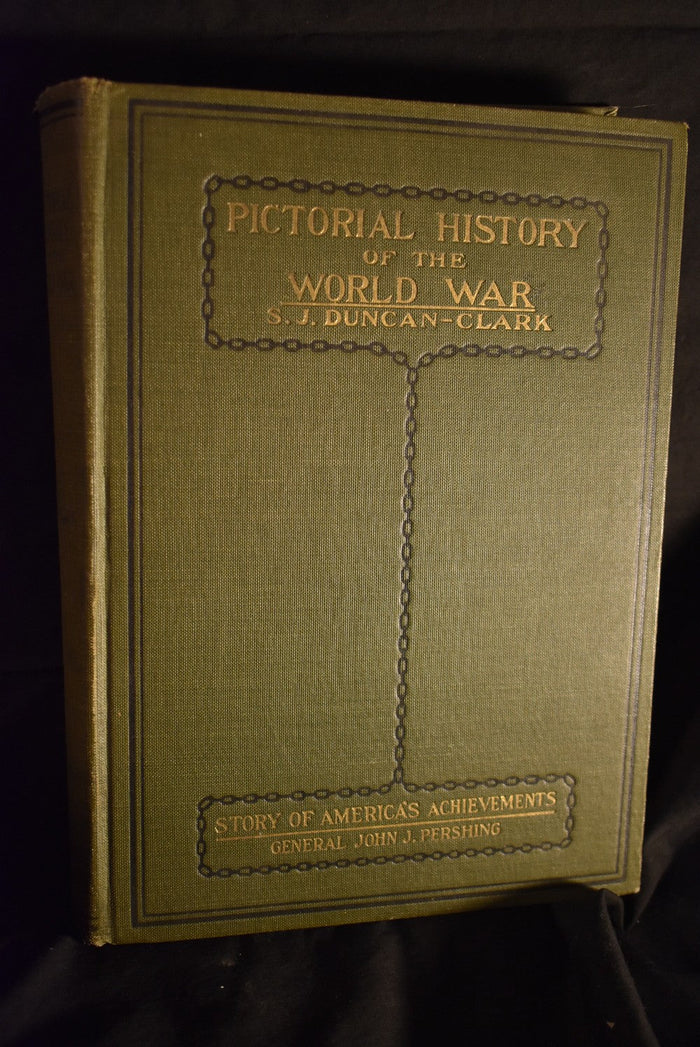 PICTORIAL HISTORY
OF THE
WORLD WAR
S. J. DUNCAN-CLARK
STORY OF AMERICA'S ACHIEVEMENTS
GENERAL JOHN J. PERSHING